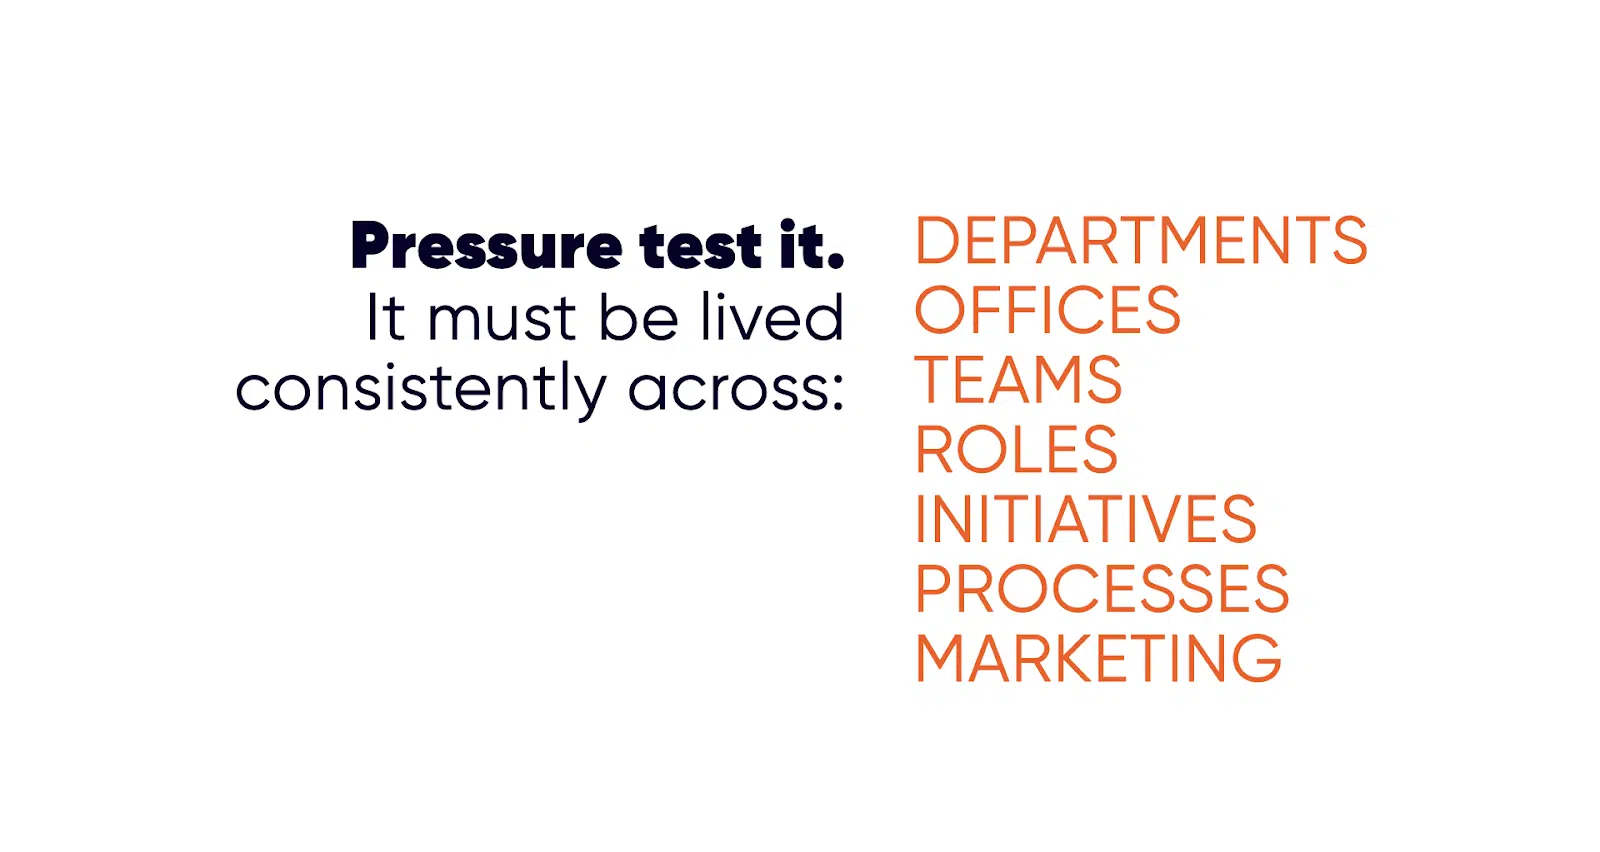 Pressure test it.
It must be lived
consistently across:
DEPARTMENTS
OFFICES
TEAMS
ROLES
INITIATIVES
PROCESSES
MARKETING